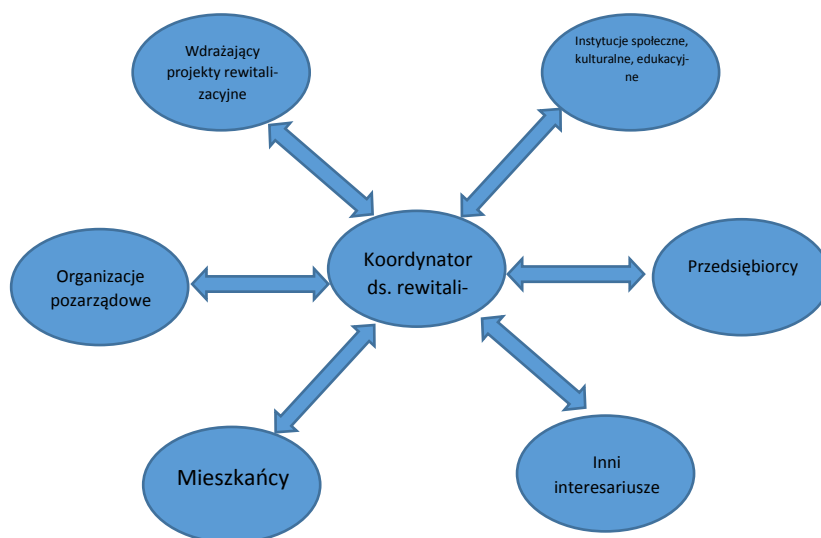 Wdrażający
projekty rewitali-
zacyjne
Instytucje społeczne,
kulturalne, edukacyj-
ne
Koordynator
ds. rewitali-
Organizacje
pozarządowe
Przedsiębiorcy
Mieszkańcy
Inni
interesariusze